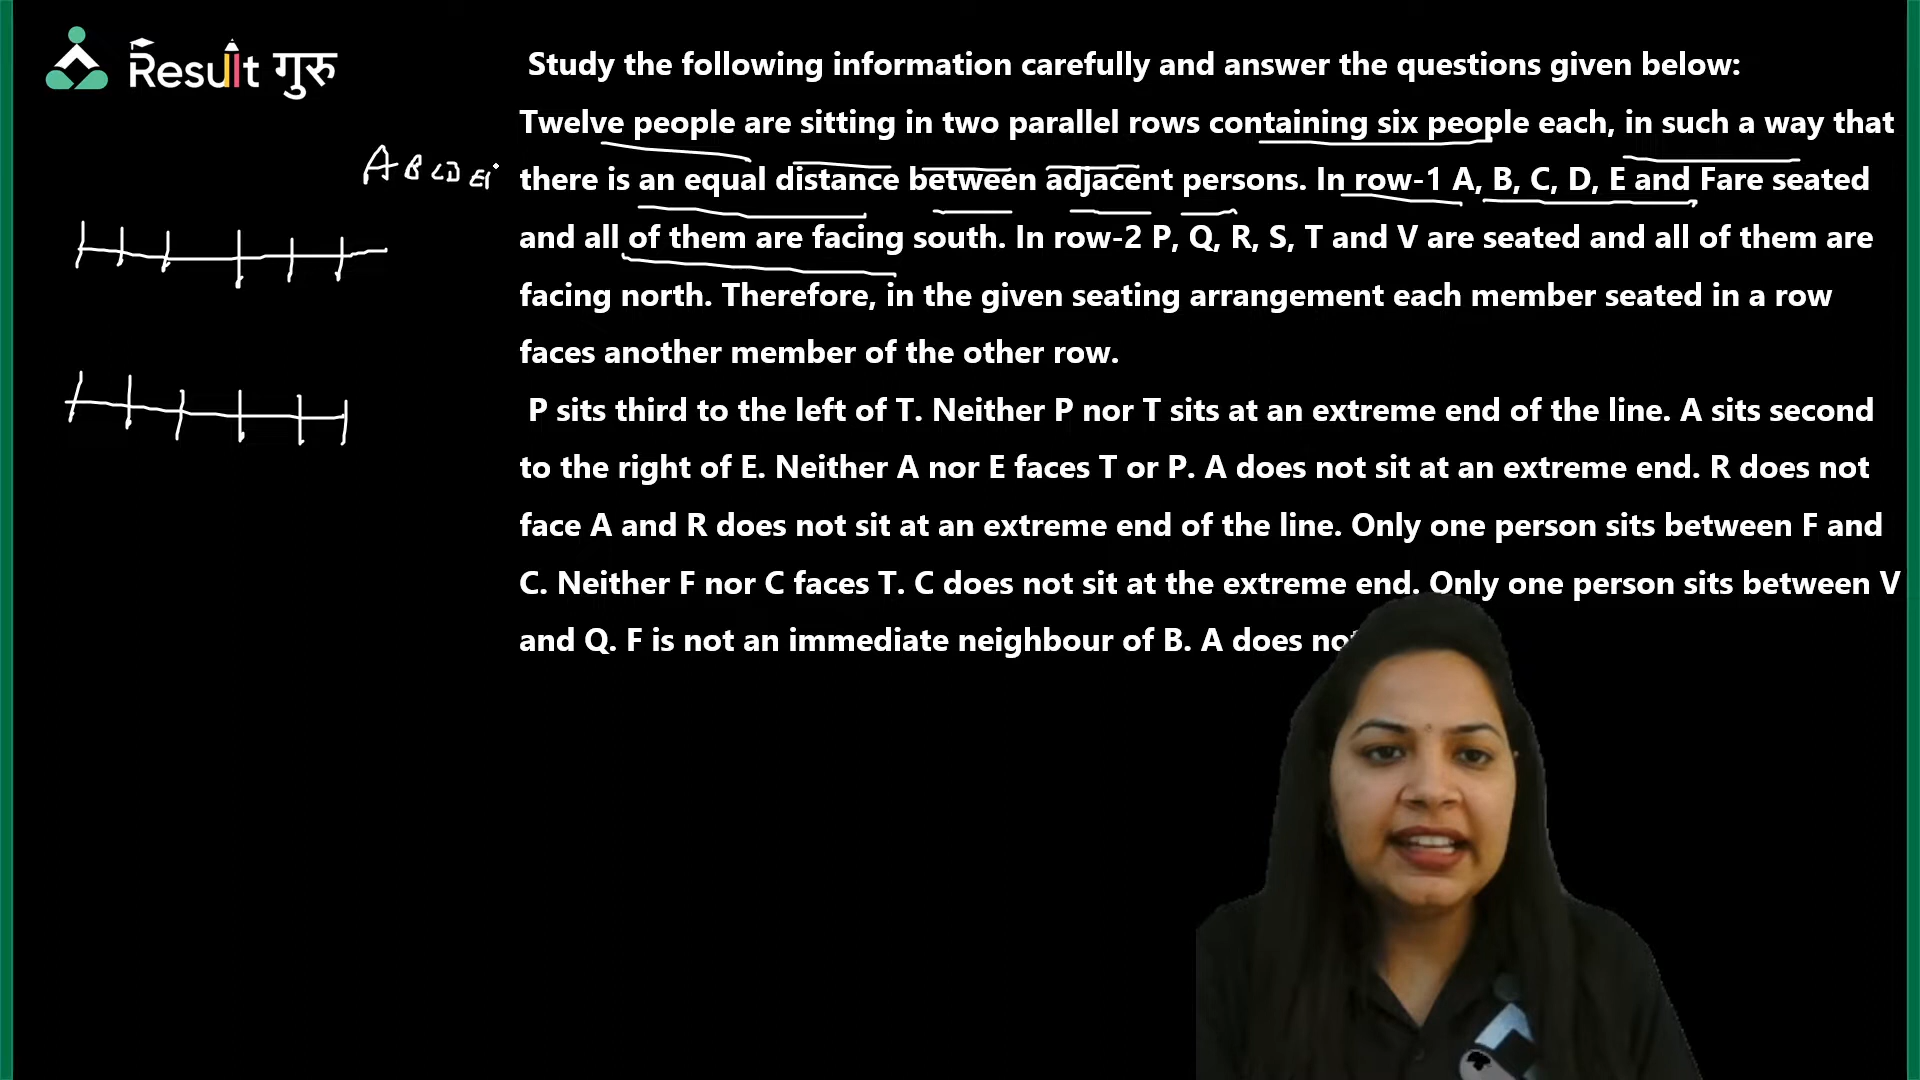 Result गुरु
Study the following information carefully and answer the questions given below:
Twelve people are sitting in two parallel rows containing six people each, in such a way that
A B C D E
there is an equal distance between adjacent persons. In row-1 A, B, C, D, E and Fare seated
and all of them are facing south. In row-2 P, Q, R, S, T and V are seated and all of them are
facing north. Therefore, in the given seating arrangement each member seated in a row
faces another member of the other row.
P sits third to the left of T. Neither P nor T sits at an extreme end of the line. A sits second
to the right of E. Neither A nor E faces T or P. A does not sit at an extreme end. R does not
face A and R does not sit at an extreme end of the line. Only one person sits between F and
C. Neither F nor C faces T. C does not sit at the extreme end. Only one person sits between V
and Q. F is not an immediate neighbour of B. A does